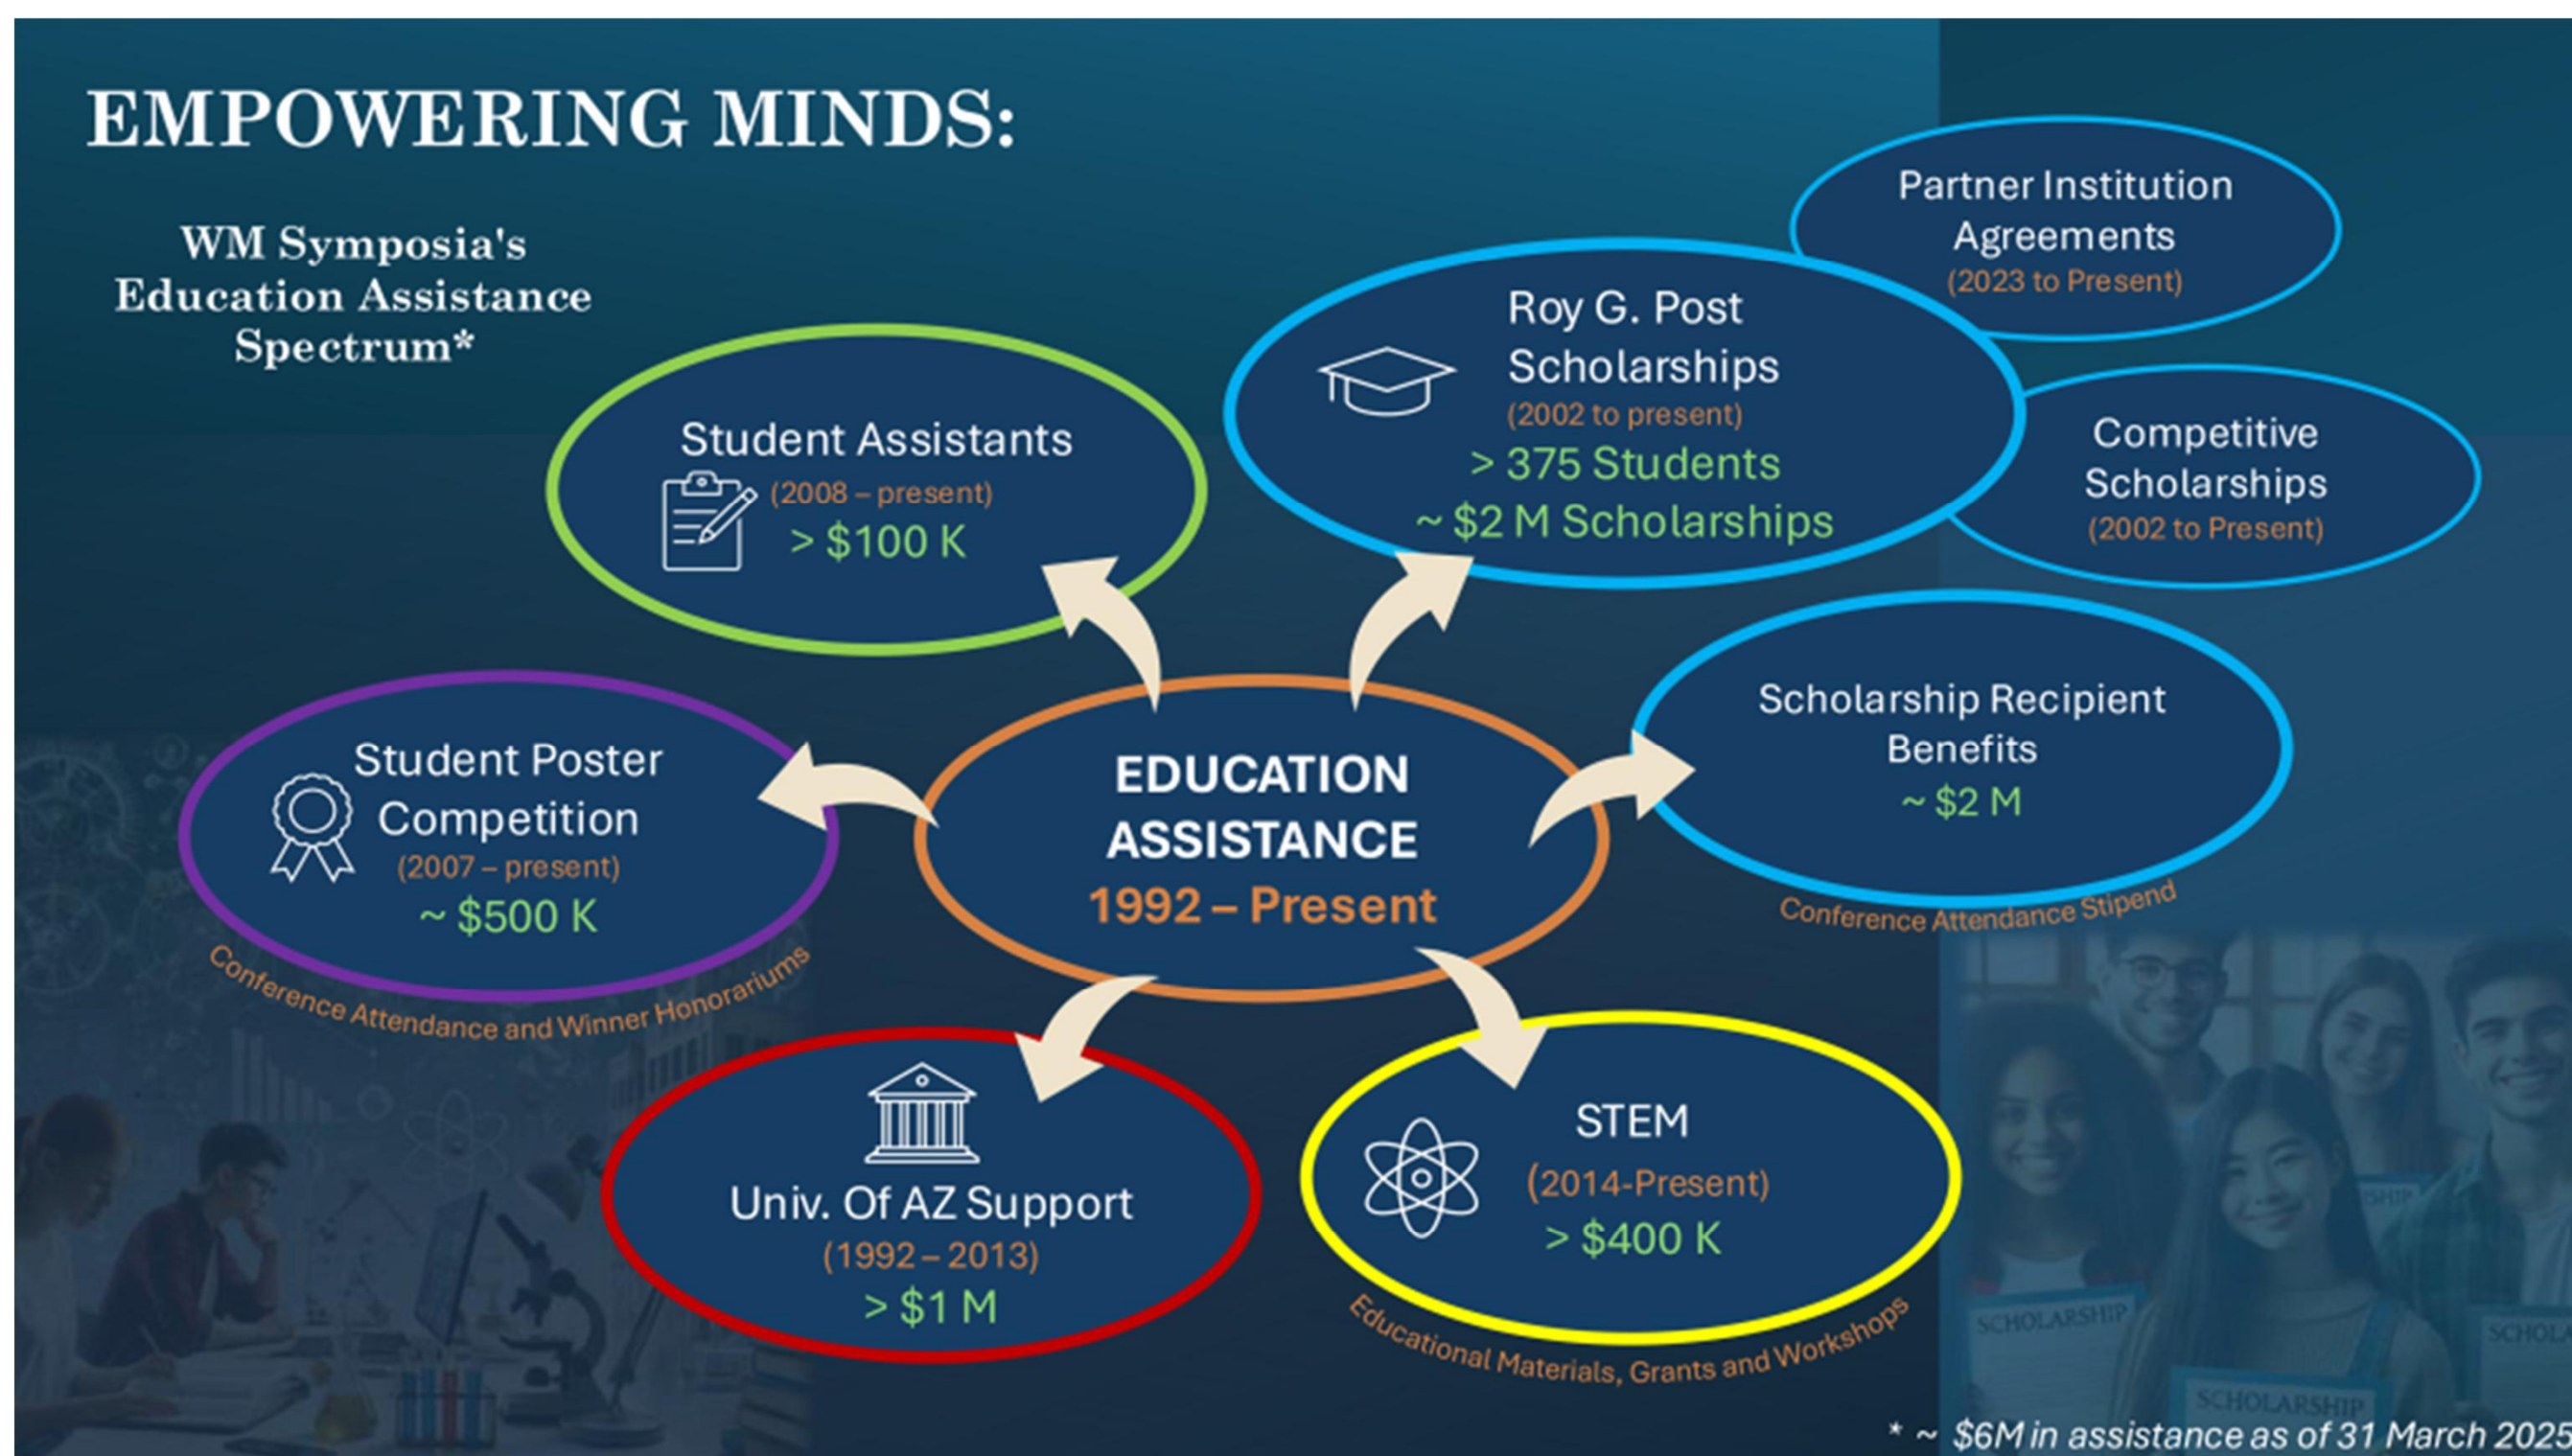 EMPOWERING MINDS:
WM Symposia's
Education Assistance
Spectrum*
Partner Institution
Agreements
(2023 to Present)
Roy G. Post
Scholarships
(2002 to present)
> 375 Students
~ $2 M Scholarships
Competitive
Scholarships
(2002 to Present)
Student Assistants
(2008 – present)
> $100 K
Scholarship Recipient
Benefits
~ $2 M
Conference Attendance Stipend
Student Poster
Competition
(2007 – present)
~ $500 K
Conference Attendance and Winner Honorariums
EDUCATION
ASSISTANCE
1992 – Present
Univ. Of AZ Support
(1992 – 2013)
> $1 M
STEM
(2014-Present)
> $400 K
Educational Materials, Grants and Workshops
SCHOLARSHIP
SCHOLARSHIP
* ~ $6M in assistance as of 31 March 2025